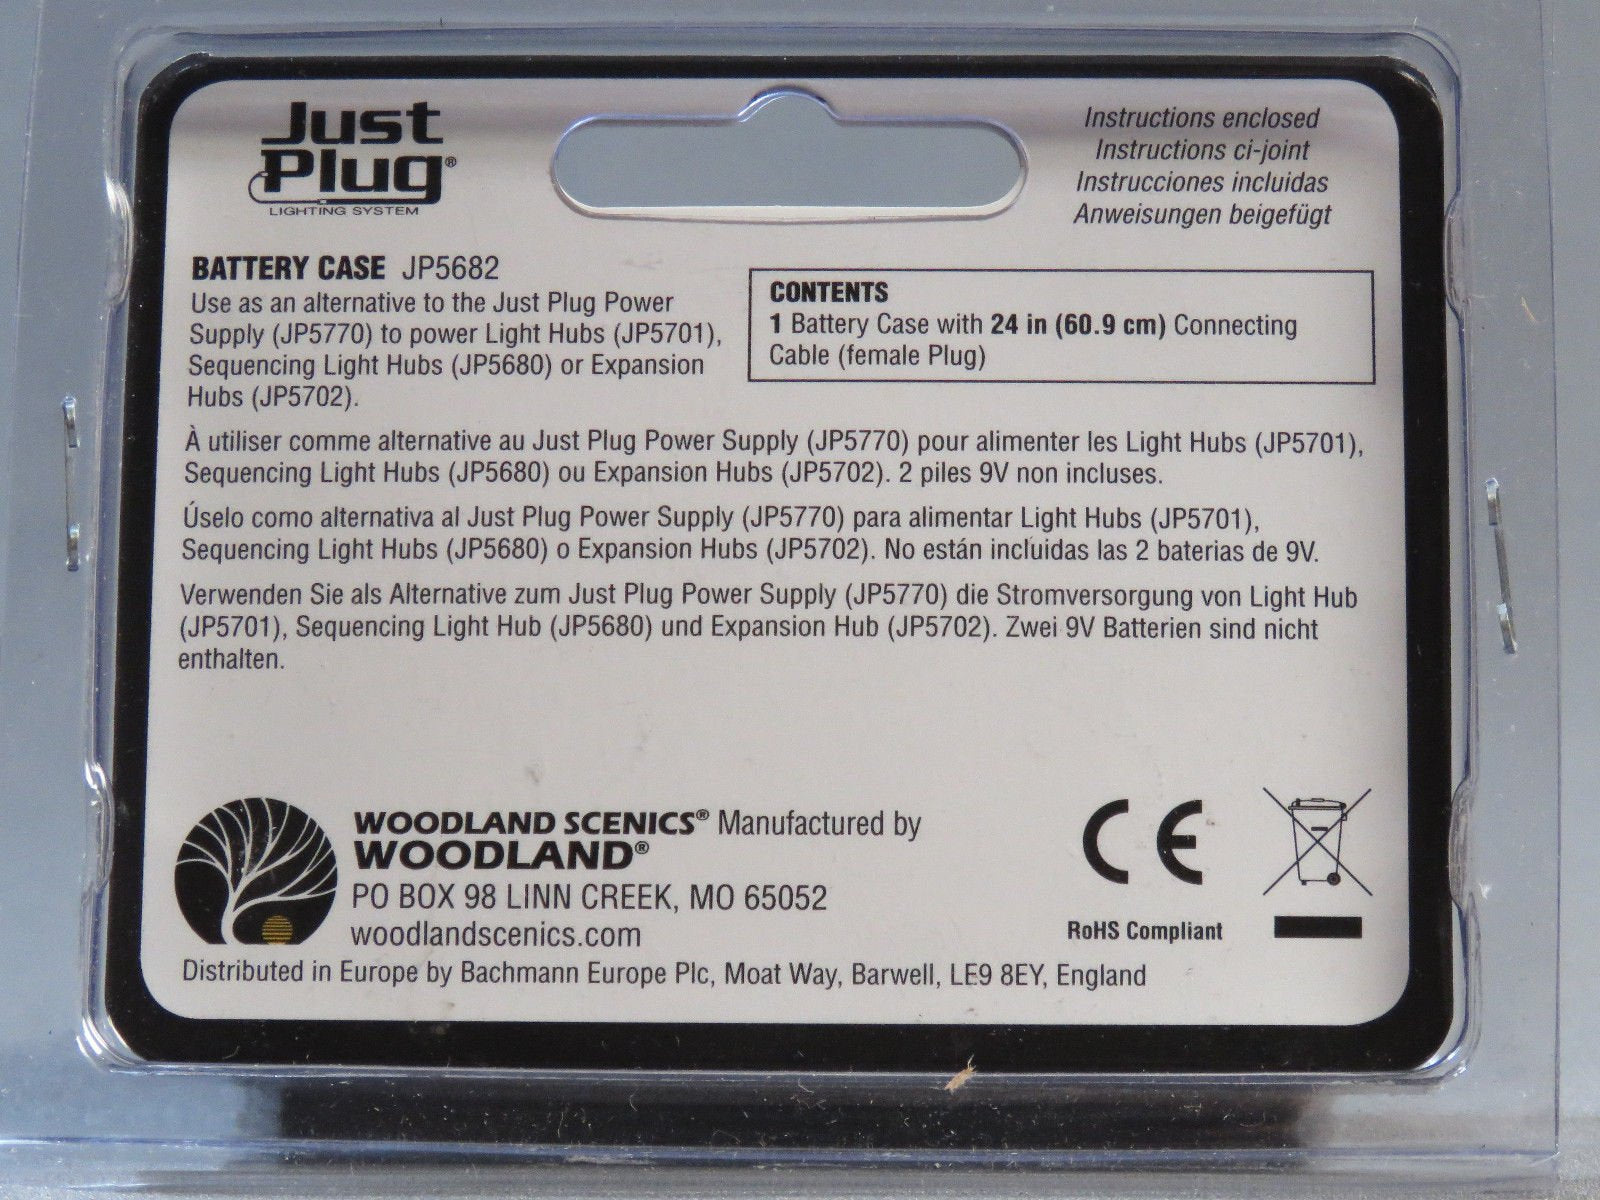 Just
Plug®
LIGHTING SYSTEM
Instructions enclosed
Instructions ci-joint
Instrucciones incluidas
Anweisungen beigefügt
BATTERY CASE JP5682
Use as an alternative to the Just Plug Power
Supply (JP5770) to power Light Hubs (JP5701),
Sequencing Light Hubs (JP5680) or Expansion
Hubs (JP5702).
CONTENTS
1 Battery Case with 24 in (60.9 cm) Connecting
Cable (female Plug)
À utiliser comme alternative au Just Plug Power Supply (JP5770) pour alimenter les Light Hubs (JP5701),
Sequencing Light Hubs (JP5680) ou Expansion Hubs (JP5702). 2 piles 9V non incluses.
Úselo como alternativa al Just Plug Power Supply (JP5770) para alimentar Light Hubs (JP5701),
Sequencing Light Hubs (JP5680) o Expansion Hubs (JP5702). No están incluidas las 2 baterias de 9V.
Verwenden Sie als Alternative zum Just Plug Power Supply (JP5770) die Stromversorgung von Light Hub
(JP5701), Sequencing Light Hub (JP5680) und Expansion Hub (JP5702). Zwei 9V Batterien sind nicht
enthalten.
WOODLAND SCENICS® Manufactured by
WOODLAND®
PO BOX 98 LINN CREEK, MO 65052
woodlandscenics.com
Distributed in Europe by Bachmann Europe Plc, Moat Way, Barwell, LE9 8EY, England
CE
RoHS Compliant